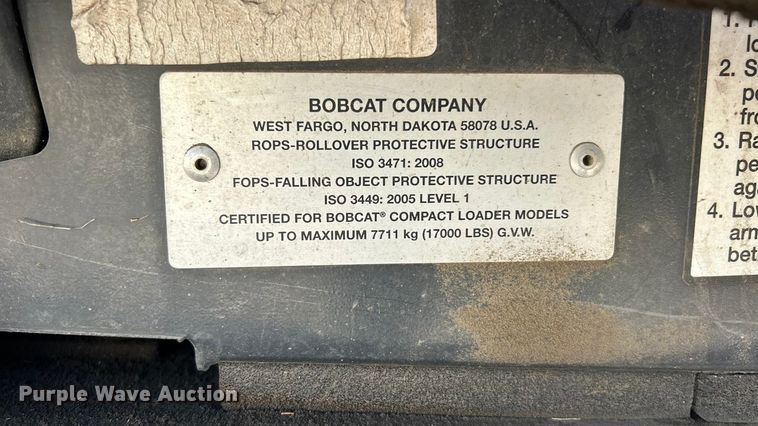 BOBCAT COMPANY
WEST FARGO, NORTH DAKOTA 58078 U.S.A.
ROPS-ROLLOVER PROTECTIVE STRUCTURE
ISO 3471: 2008
FOPS-FALLING OBJECT PROTECTIVE STRUCTURE
ISO 3449: 2005 LEVEL 1
CERTIFIED FOR BOBCAT® COMPACT LOADER MODELS
UP TO MAXIMUM 7711 kg (17000 LBS) G.V.W.
1.
2.
3.
4.
Purple Wave Auction